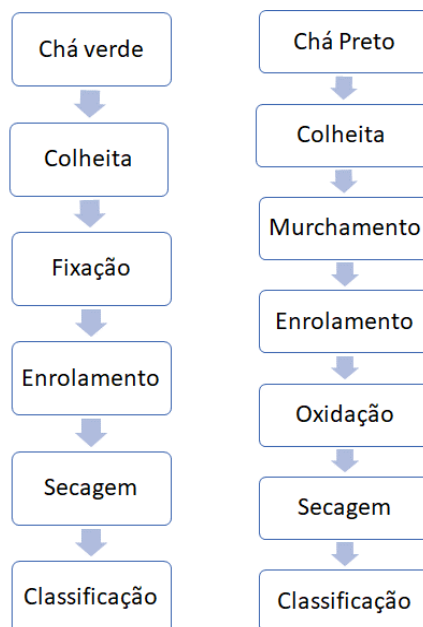 Chá verde
Colheita
Fixação
Enrolamento
Secagem
Classificação
Chá Preto
Colheita
Murchamento
Enrolamento
Oxidação
Secagem
Classificação